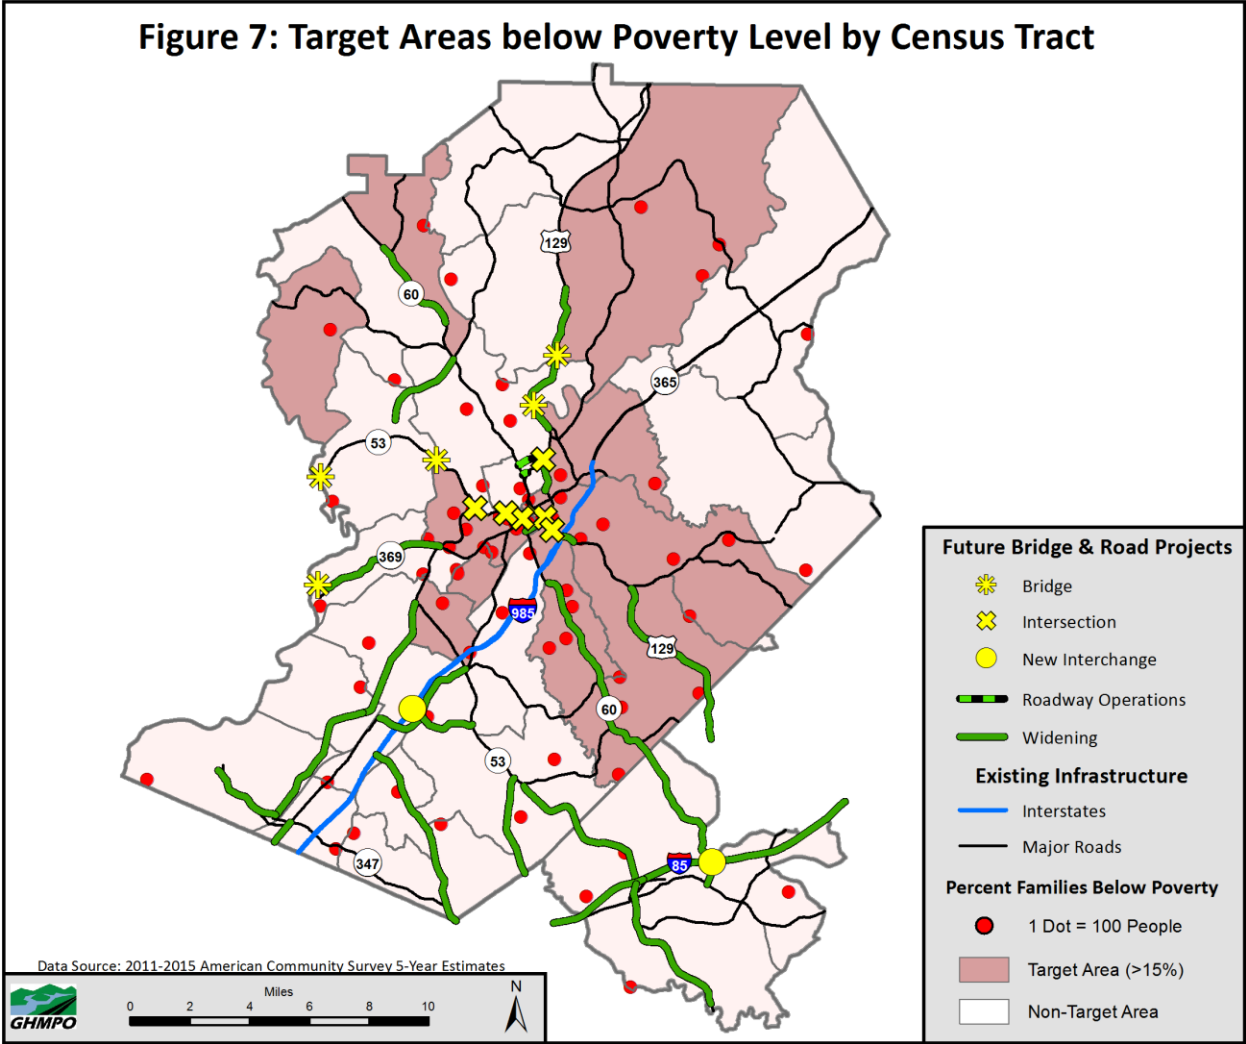 Figure 7: Target Areas below Poverty Level by Census Tract
129
60
365
53
369
985
129
60
53
85
347
Future Bridge & Road Projects
Bridge
Intersection
New Interchange
Roadway Operations
Widening
Existing Infrastructure
Interstates
Major Roads
Percent Families Below Poverty
1 Dot = 100 People
Target Area (>15%)
Non-Target Area
Data Source: 2011-2015 American Community Survey 5-Year Estimates
GHMPO
Miles
0 2 4 6 8 10
N